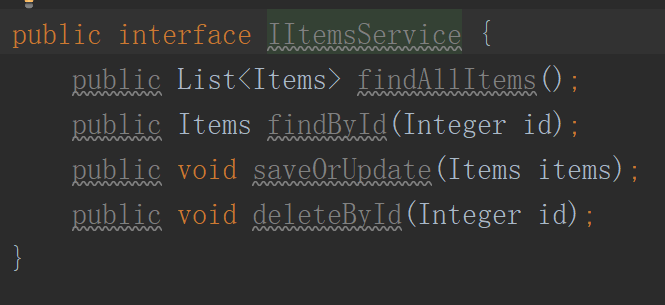 public interface IItemsService {
public List<Items> findAllItems();
public Items findById(Integer id);
public void saveOrUpdate(Items items);
public void deleteById(Integer id);
}